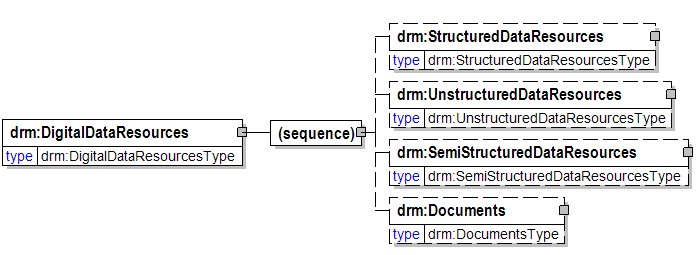 drm:StructuredDataResources
type drm:StructuredDataResourcesType
drm:UnstructuredDataResources
type drm:UnstructuredDataResourcesType
drm:DigitalDataResources
type drm:DigitalDataResourcesType
(sequence)
drm:SemiStructuredDataResources
type drm:SemiStructuredDataResourcesType
drm:Documents
type drm:DocumentsType